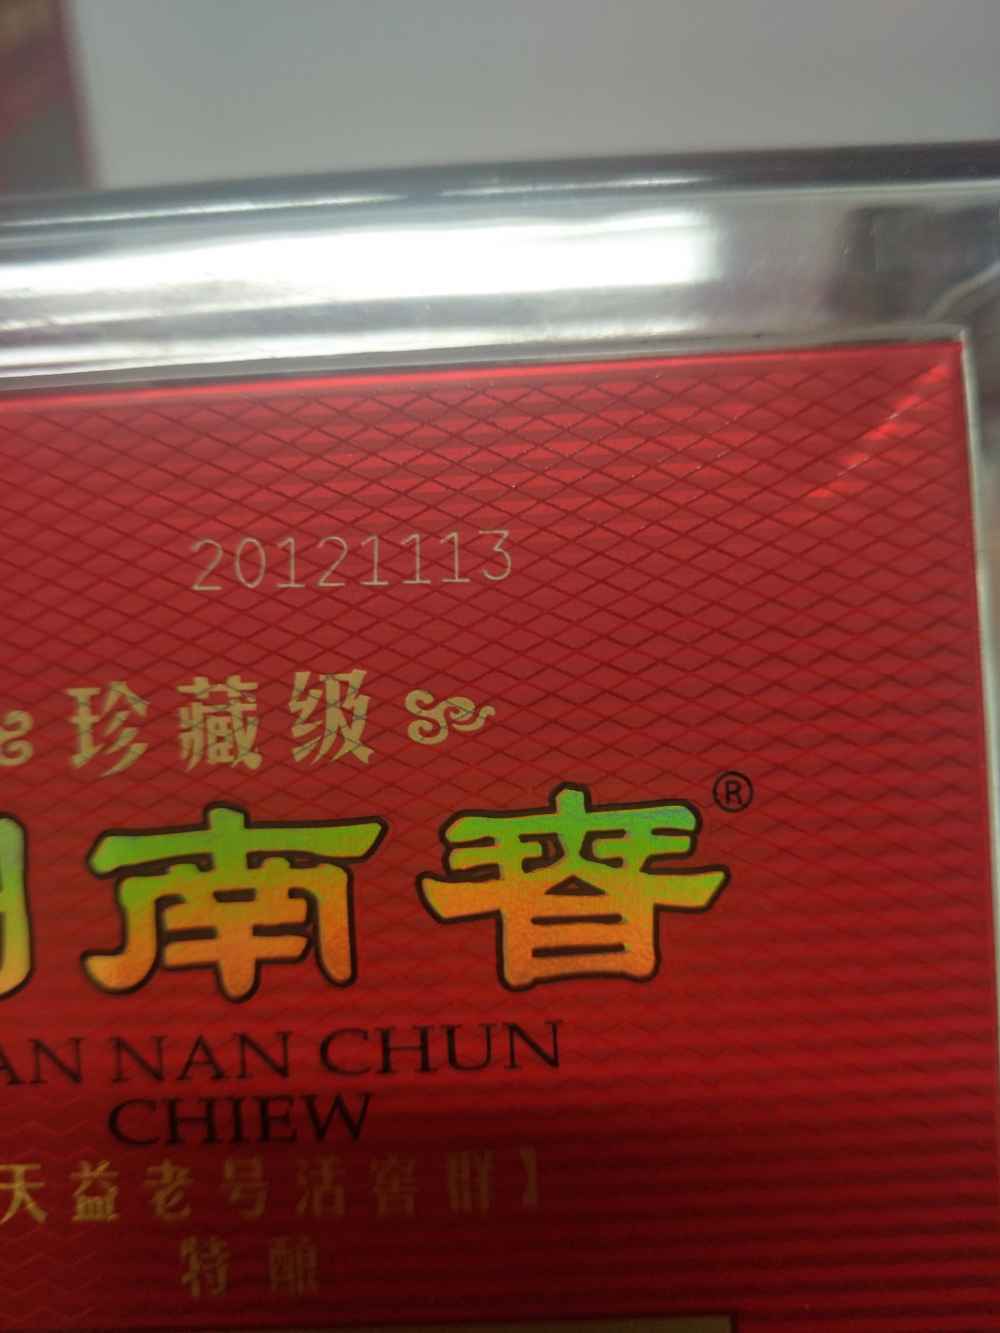 20121113
珍藏级
南春®
AN NAN CHUN
CHIEW
天益老号活窖群】
特酿